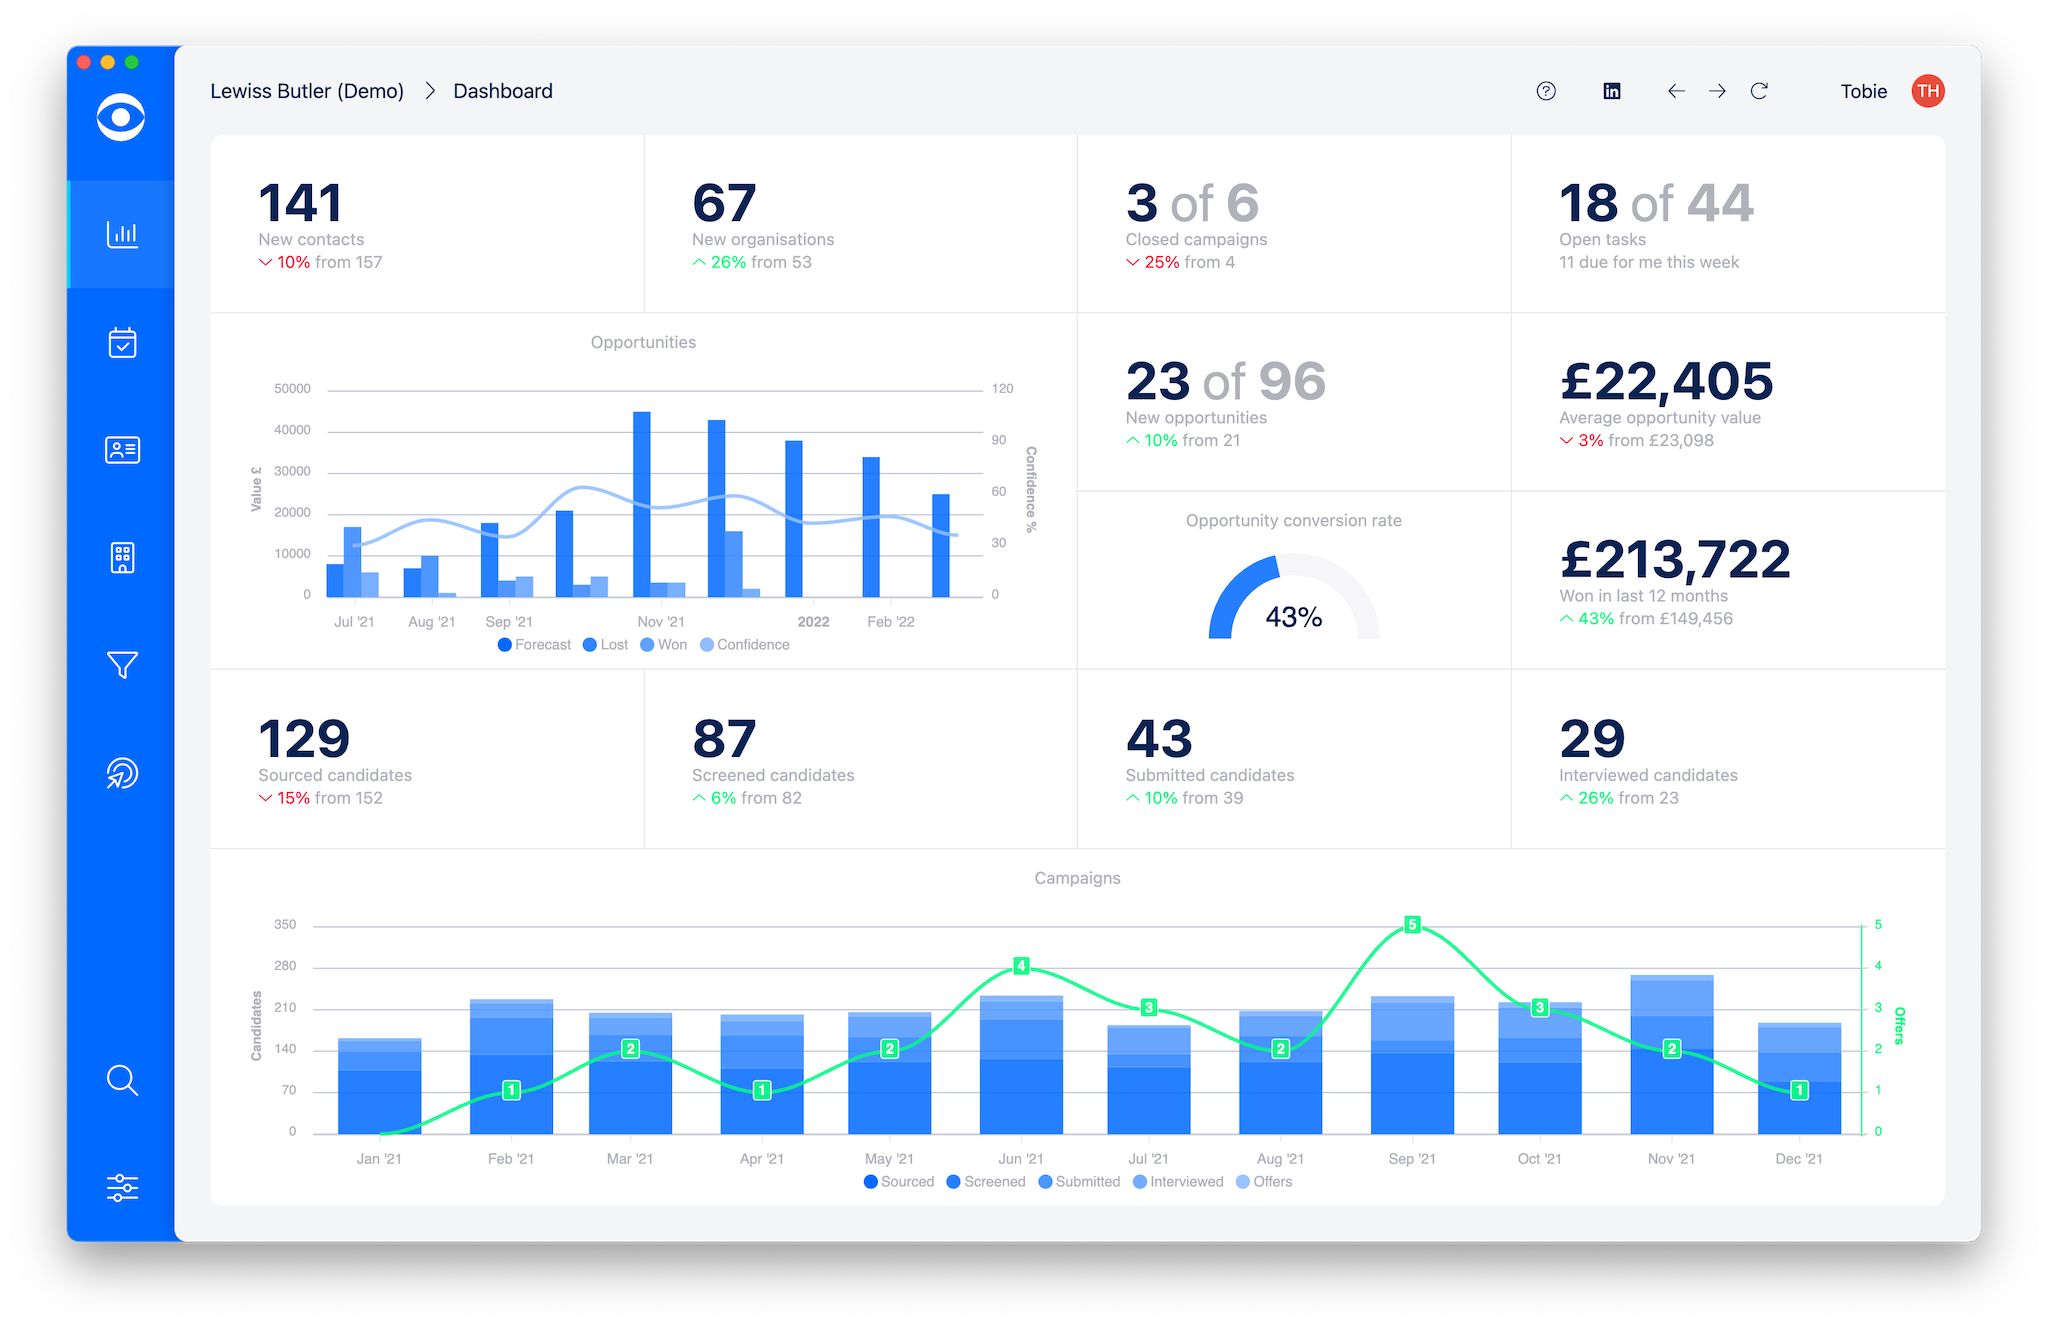 Lewiss Butler (Demo) > Dashboard
in
Tobie TH
141
New contacts
10% from 157
67
New organisations
26% from 53
3 of 6
Closed campaigns
25% from 4
18 of 44
Open tasks
11 due for me this week
Opportunities
50000
40000
30000
20000
10000
0
Value £
120
90
60
30
0
Confidence %
Jul '21 Aug '21 Sep '21 Nov '21 2022 Feb '22
Forecast Lost Won Confidence
23 of 96
New opportunities
10% from 21
£22,405
Average opportunity value
3% from £23,098
Opportunity conversion rate
43%
£213,722
Won in last 12 months
43% from £149,456
129
Sourced candidates
15% from 152
87
Screened candidates
6% from 82
43
Submitted candidates
10% from 39
29
Interviewed candidates
26% from 23
Campaigns
350
280
210
140
70
0
Candidates
1 2 1 2 4 3 2 5 3 2 1
5
4
3
2
1
0
Offers
Jan '21 Feb '21 Mar '21 Apr '21 May '21 Jun '21 Jul '21 Aug '21 Sep '21 Oct '21 Nov '21 Dec '21
Sourced Screened Submitted Interviewed Offers